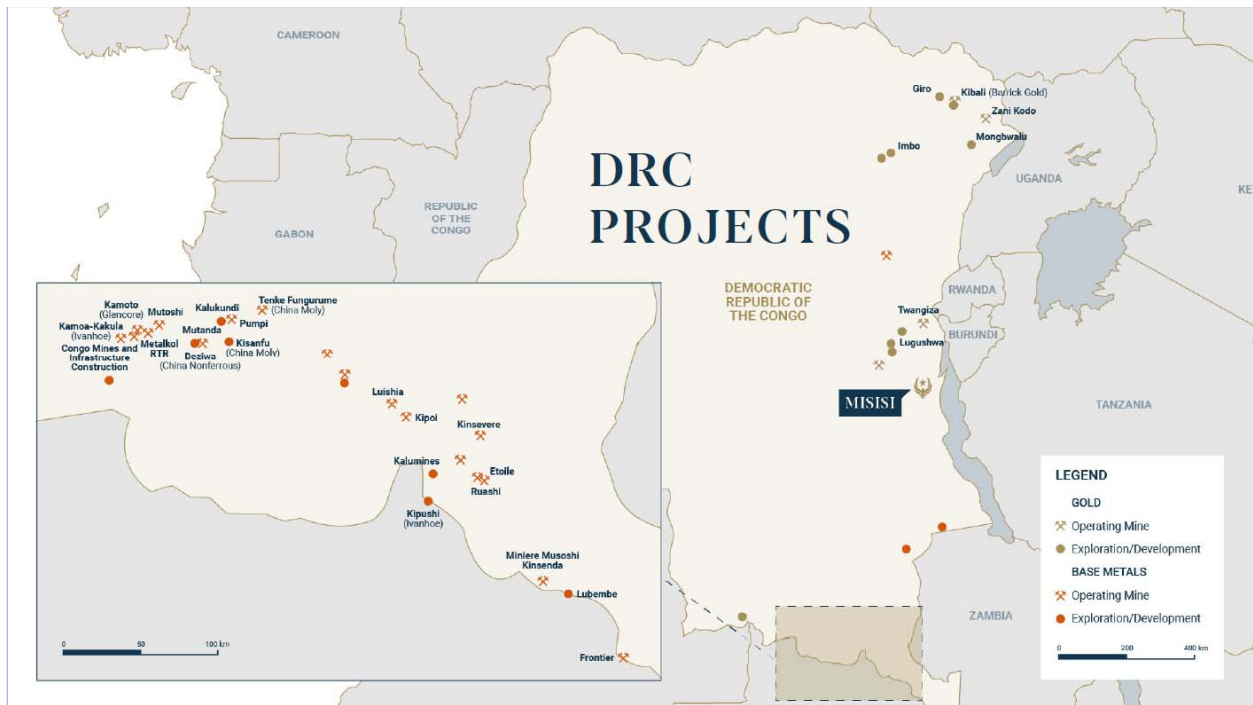 CAMEROON
Giro
Kibali (Barrick Gold)
Zani Kodo
Mongbwalu
Imbo
DRC
PROJECTS
UGANDA
KE
REPUBLIC
OF THE
CONGO
GABON
DEMOCRATIC
REPUBLIC OF
THE CONGO
RWANDA
Twangiza
BURUNDI
Lugushwa
MISISI
TANZANIA
ZAMBIA
Kamoto
(Glencore)
Mutoshi
Kalukundi
Tenke Fungurume
(China Moly)
Kamoa-Kakula
(Ivanhoe)
Pumpi
Mutanda
Metalkol
RTR
Congo Mines and
Infrastructure
Construction
Deziwa
(China Nonferrous)
Kisanfu
(China Moly)
Luishia
Kipoi
Kinsevere
Kalumines
Etoile
Ruashi
Kipushi
(Ivanhoe)
Miniere Musoshi
Kinsenda
Lubembe
Frontier
0 50 100 km
LEGEND
GOLD
Operating Mine
Exploration/Development
BASE METALS
Operating Mine
Exploration/Development
0 200 400 km